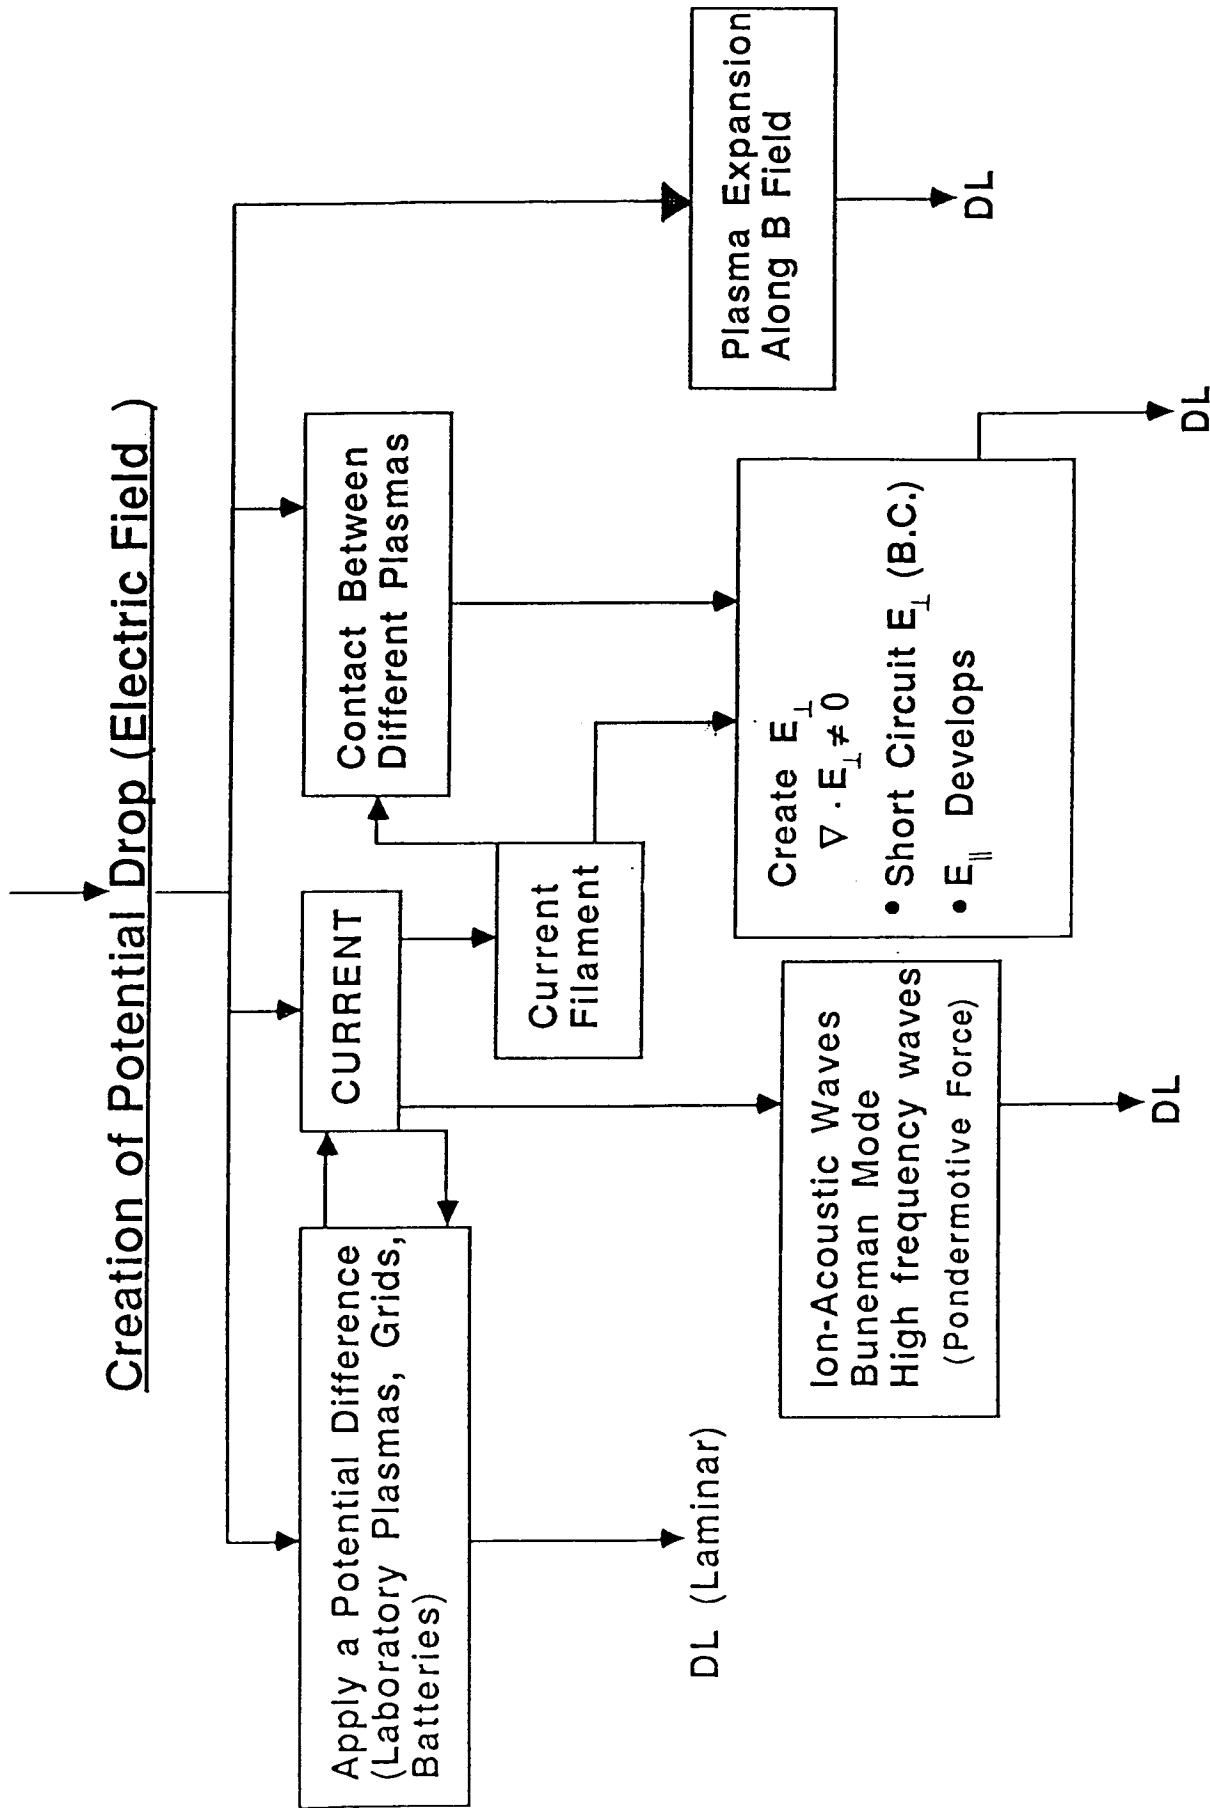 Creation of Potential Drop (Electric Field )
Apply a Potential Difference
(Laboratory Plasmas, Grids,
Batteries)
DL (Laminar)
CURRENT
Current
Filament
Ion-Acoustic Waves
Buneman Mode
High frequency waves
(Pondermotive Force)
DL
Contact Between
Different Plasmas
Create E⊥
∇ · E⊥ ≠ 0
• Short Circuit E⊥ (B.C.)
• E∥ Develops
DL
Plasma Expansion
Along B Field
DL